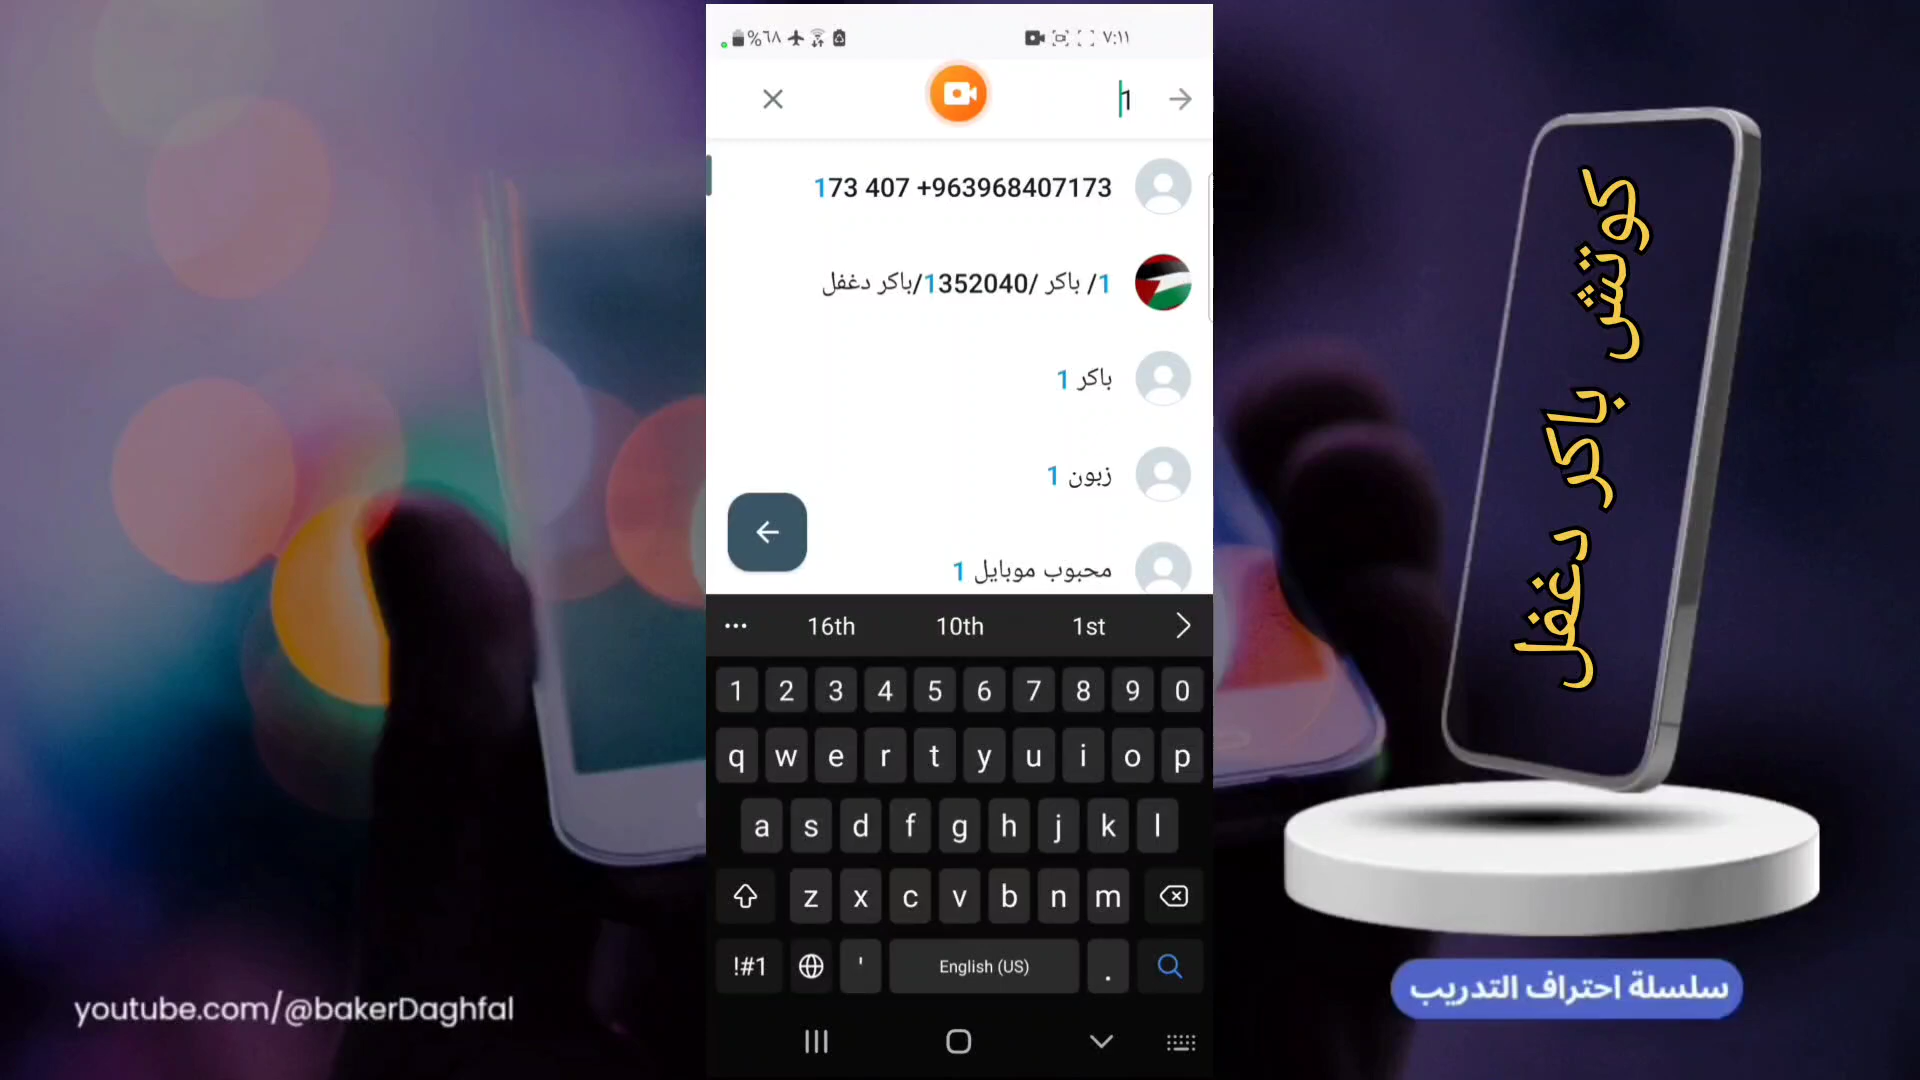 %٦٨ ٧:١١
1
173 407 +963968407173
1/ باكر /1352040/باكر دغفل
باكر 1
زبون 1
محبوب موبايل 1
16th 10th 1st
1 2 3 4 5 6 7 8 9 0
q w e r t y u i o p
a s d f g h j k l
z x c v b n m
!#1 ' English (US) .
كوتش باكر دغفل
سلسلة احتراف التدريب
youtube.com/@bakerDaghfal